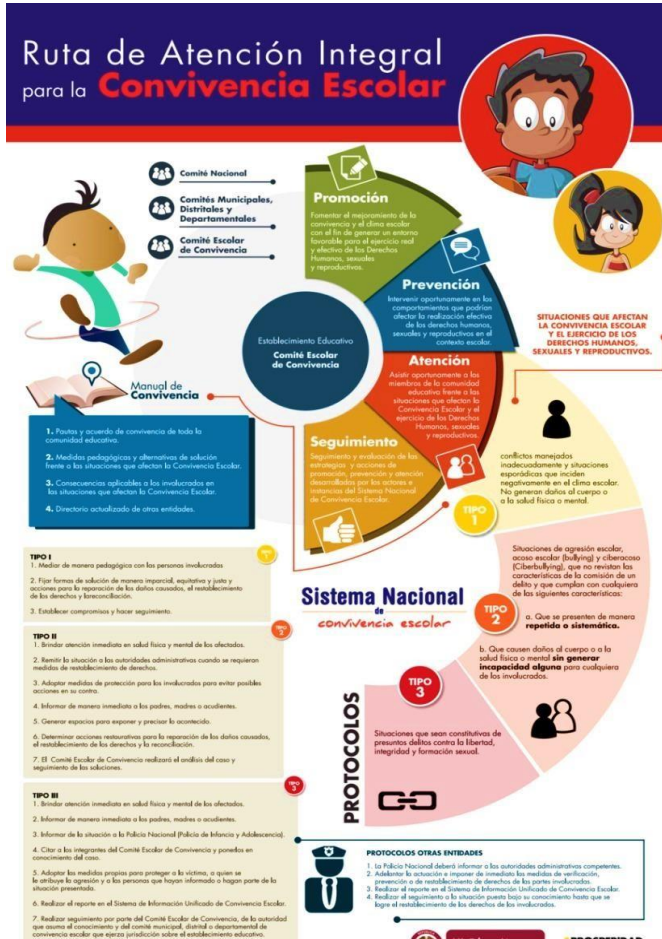 Ruta de Atención Integral
para la Convivencia Escolar
Comité Nacional
Comités Municipales,
Distritales y
Departamentales
Comité Escolar
de Convivencia
Promoción
Fomentar el mejoramiento de la
convivencia y el clima escolar
con el fin de generar un entorno
favorable para el ejercicio real
y efectivo de los Derechos
Humanos, sexuales
y reproductivos.
Prevención
Intervenir oportunamente en los
comportamientos que podrían
afectar la realización efectiva
de los derechos humanos,
sexuales y reproductivos en el
contexto escolar.
Establecimiento Educativo
Comité Escolar
de Convivencia
Atención
Asistir oportunamente a los
miembros de la comunidad
educativa frente a las
situaciones que afectan la
Convivencia Escolar y el
ejercicio de los Derechos
Humanos, sexuales
y reproductivos.
Seguimiento
Seguimiento y evaluación de las
estrategias y acciones de
promoción, prevención y atención
desarrolladas por los actores e
instancias del Sistema Nacional
de Convivencia Escolar.
SITUACIONES QUE AFECTAN
LA CONVIVENCIA ESCOLAR
Y EL EJERCICIO DE LOS
DERECHOS HUMANOS,
SEXUALES Y REPRODUCTIVOS.
Manual de
Convivencia
1. Pautas y acuerdo de convivencia de toda la
comunidad educativa.
2. Medidas pedagógicas y alternativas de solución
frente a las situaciones que afectan la Convivencia Escolar.
3. Consecuencias aplicables a los involucrados en
las situaciones que afectan la Convivencia Escolar.
4. Directorio actualizado de otras entidades.
TIPO
1
conflictos manejados
inadecuadamente y situaciones
esporádicas que inciden
negativamente en el clima escolar.
No generan daños al cuerpo o
a la salud física o mental.
TIPO
2
Situaciones de agresión escolar,
acoso escolar (bullying) y ciberacoso
(Ciberbullying), que no revistan las
características de la comisión de un
delito y que cumplan con cualquiera
de las siguientes características:
a. Que se presenten de manera
repetida o sistemática.
b. Que causen daños al cuerpo o a la
salud física o mental sin generar
incapacidad alguna para cualquiera
de los involucrados.
TIPO
3
Situaciones que sean constitutivas de
presuntos delitos contra la libertad,
integridad y formación sexual.
Sistema Nacional
de
convivencia escolar
PROTOCOLOS
TIPO I
TIPO
1
1. Mediar de manera pedagógica con las personas involucradas
2. Fijar formas de solución de manera imparcial, equitativa y justa y
acciones para la reparación de los daños causados, el restablecimiento
de los derechos y lareconciliación.
3. Establecer compromisos y hacer seguimiento.
TIPO II
TIPO
2
1. Brindar atención inmediata en salud física y mental de los afectados.
2. Remitir la situación a las autoridades administrativas cuando se requieran
medidas de restablecimiento de derechos.
3. Adoptar medidas de protección para los involucrados para evitar posibles
acciones en su contra.
4. Informar de manera inmediata a los padres, madres o acudientes.
5. Generar espacios para exponer y precisar lo acontecido.
6. Determinar acciones restaurativas para la reparación de los daños causados,
el restablecimiento de los derechos y la reconciliación.
7. El Comité Escolar de Convivencia realizará el análisis del caso y
seguimiento de las soluciones.
TIPO III
TIPO
3
1. Brindar atención inmediata en salud física y mental de los afectados.
2. Informar de manera inmediata a los padres, madres o acudientes.
3. Informar de la situación a la Policía Nacional (Policía de Infancia y Adolescencia).
4. Citar a los integrantes del Comité Escolar de Convivencia y ponerlos en
conocimiento del caso.
5. Adoptar las medidas propias para proteger a la víctima, a quien se
le atribuye la agresión y a las personas que hayan informado o hagan parte de la
situación presentada.
6. Realizar el reporte en el Sistema de Información Unificado de Convivencia Escolar.
7. Realizar seguimiento por parte del Comité Escolar de Convivencia, de la autoridad
que asuma el conocimiento y del comité municipal, distrital o departamental de
convivencia escolar que ejerza jurisdicción sobre el establecimiento educativo.
PROTOCOLOS OTRAS ENTIDADES
1. La Policía Nacional deberá informar a las autoridades administrativas competentes.
2. Adelantar la actuación e imponer de inmediato las medidas de verificación,
prevención o de restablecimiento de derechos de las partes involucradas.
3. Realizar el reporte en el Sistema de Información Unificado de Convivencia Escolar.
4. Realizar el seguimiento a la situación puesta bajo su conocimiento hasta que se
logre el restablecimiento de los derechos de los involucrados.
PROSPERIDAD